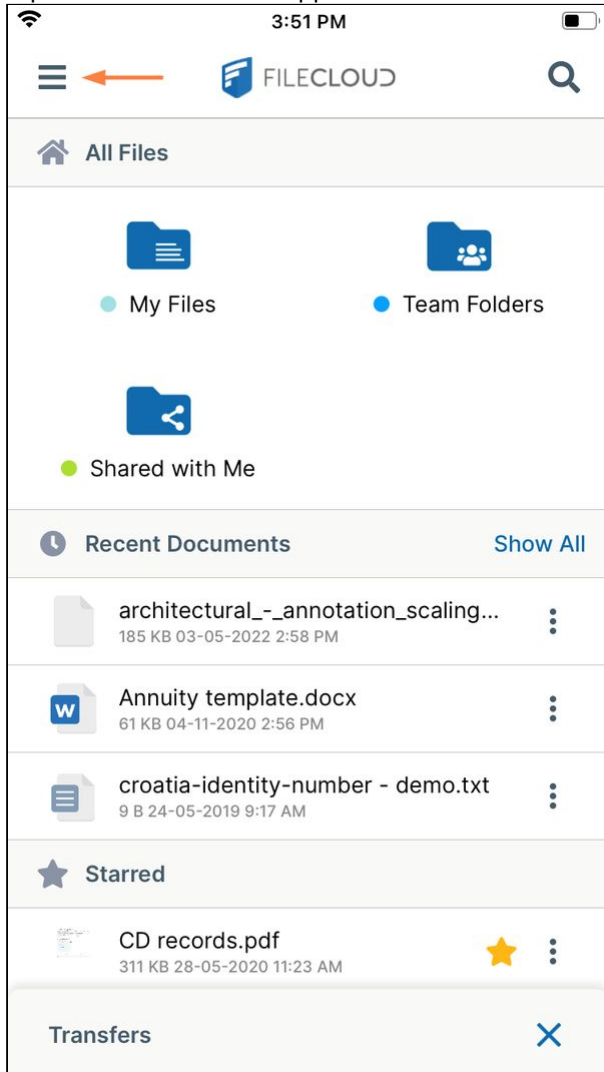 3:51 PM
FILECLOUD
All Files
My Files
Team Folders
Shared with Me
Recent Documents
Show All
architectural_-_annotation_scaling...
185 KB 03-05-2022 2:58 PM
W
Annuity template.docx
61 KB 04-11-2020 2:56 PM
croatia-identity-number - demo.txt
9 B 24-05-2019 9:17 AM
Starred
CD records.pdf
311 KB 28-05-2020 11:23 AM
Transfers